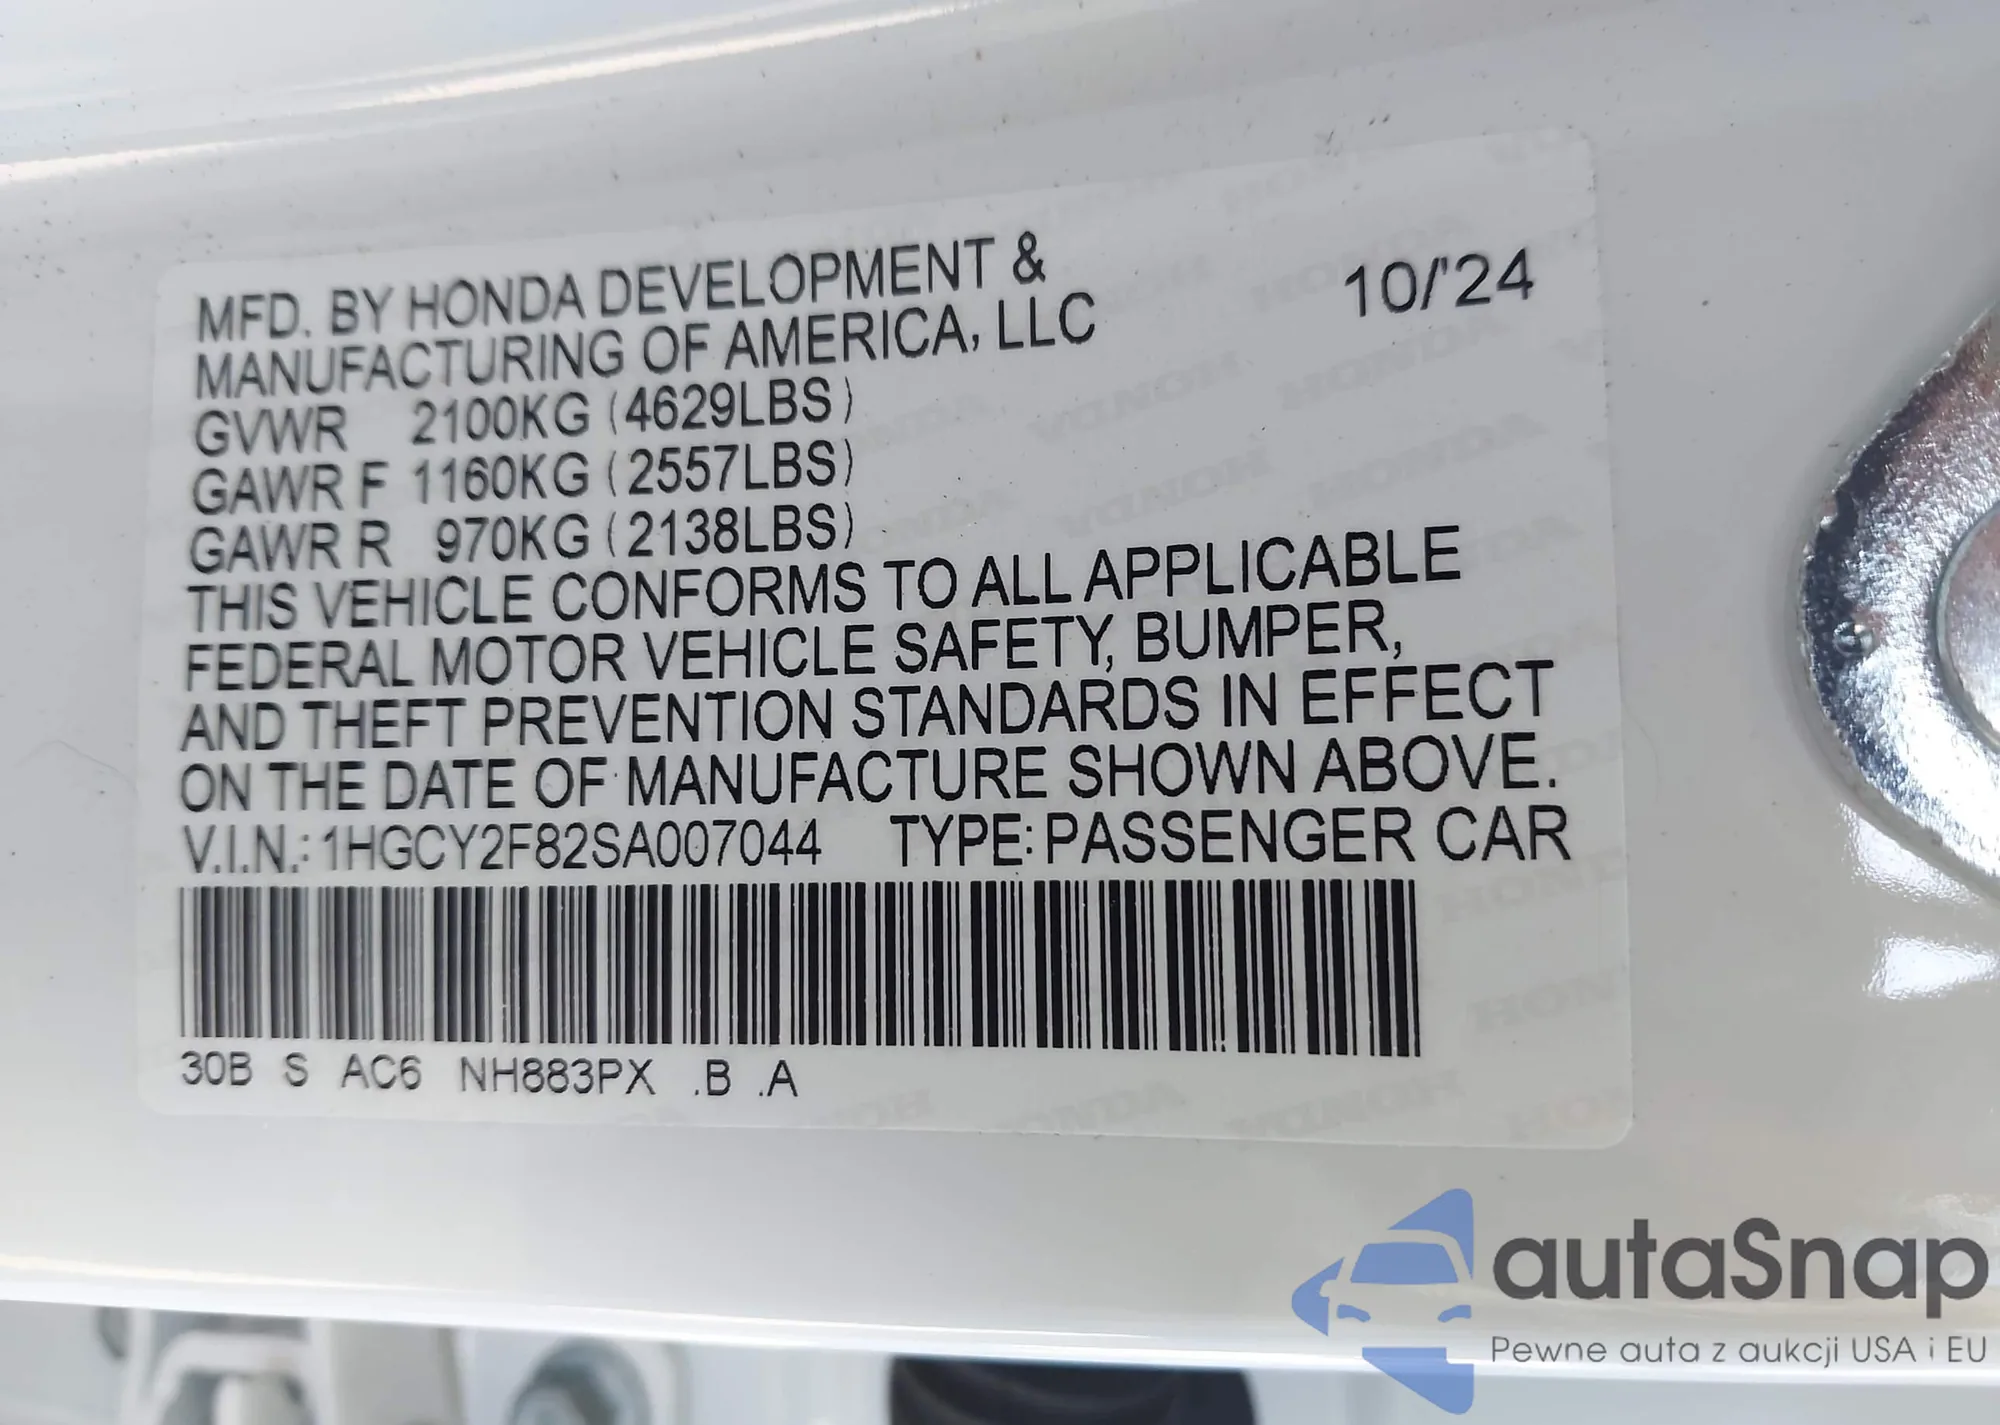 MFD. BY HONDA DEVELOPMENT &
MANUFACTURING OF AMERICA, LLC
10/'24
GVWR 2100KG (4629LBS)
GAWR F 1160KG (2557LBS)
GAWR R 970KG (2138LBS)
THIS VEHICLE CONFORMS TO ALL APPLICABLE
FEDERAL MOTOR VEHICLE SAFETY, BUMPER,
AND THEFT PREVENTION STANDARDS IN EFFECT
ON THE DATE OF MANUFACTURE SHOWN ABOVE.
V.I.N.: 1HGCY2F82SA007044 TYPE: PASSENGER CAR
30B S AC6 NH883PX .B .A
autaSnap
Pewne auta z aukcji USA i EU